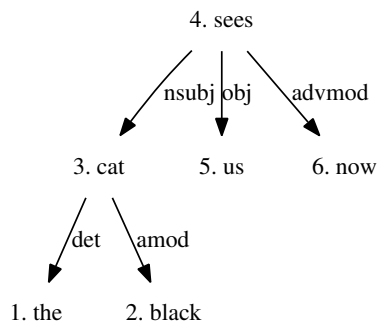 4. sees
nsubj obj advmod
3. cat 5. us 6. now
det amod
1. the 2. black